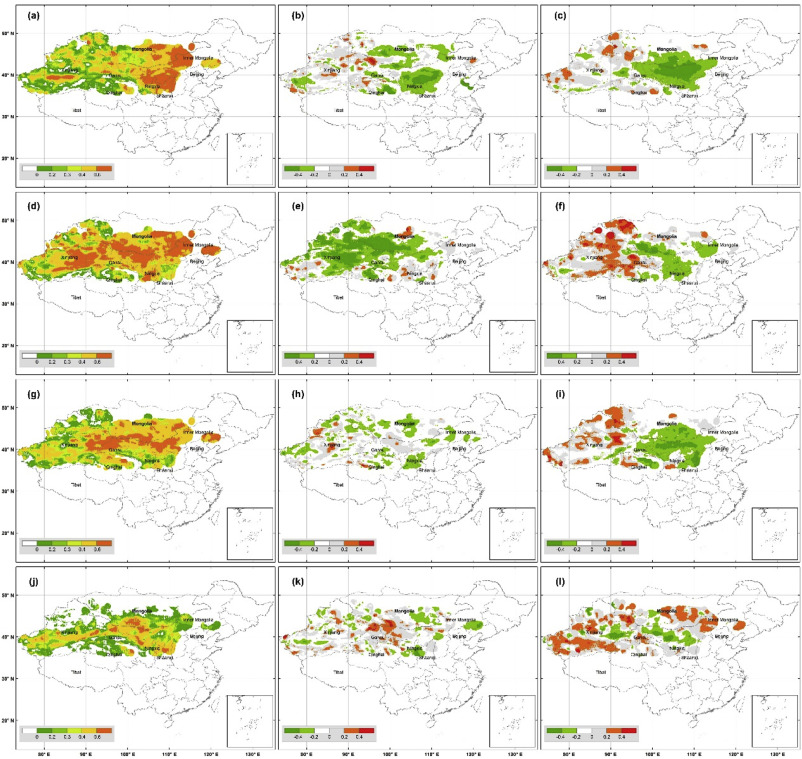 (a) (b) (c)
50° N
Mongolia Mongolia Mongolia
Inner Mongolia Inner Mongolia Inner Mongolia
Xinjiang Xinjiang Xinjiang
Gansu Gansu Gansu
Beijing Beijing Beijing
40° N
Ningxia Ningxia Ningxia
Qinghai Qinghai Qinghai
Shaanxi Shaanxi Shaanxi
Tibet Tibet Tibet
30° N
20° N
0 0.2 0.3 0.4 0.6 -0.4 -0.2 0.2 0.4 -0.4 -0.2 0.2 0.4
(d) (e) (f)
50° N
Mongolia Mongolia Mongolia
Inner Mongolia Inner Mongolia Inner Mongolia
Xinjiang Xinjiang Xinjiang
Gansu Gansu Gansu
Beijing Beijing Beijing
40° N
Ningxia Ningxia Ningxia
Qinghai Qinghai Qinghai
Shaanxi Shaanxi Shaanxi
Tibet Tibet Tibet
30° N
20° N
0 0.2 0.3 0.4 0.6 -0.4 -0.2 0.2 0.4 -0.4 -0.2 0.2 0.4
(g) (h) (i)
50° N
Mongolia Mongolia Mongolia
Inner Mongolia Inner Mongolia Inner Mongolia
Xinjiang Xinjiang Xinjiang
Gansu Gansu Gansu
Beijing Beijing Beijing
40° N
Ningxia Ningxia Ningxia
Qinghai Qinghai Qinghai
Shaanxi Shaanxi Shaanxi
Tibet Tibet Tibet
30° N
20° N
0 0.2 0.3 0.4 0.6 -0.4 -0.2 0.2 0.4 -0.4 -0.2 0.2 0.4
(j) (k) (l)
50° N
Mongolia Mongolia Mongolia
Inner Mongolia Inner Mongolia Inner Mongolia
Xinjiang Xinjiang Xinjiang
Gansu Gansu Gansu
Beijing Beijing Beijing
40° N
Ningxia Ningxia Ningxia
Qinghai Qinghai Qinghai
Shaanxi Shaanxi Shaanxi
Tibet Tibet Tibet
30° N
20° N
0 0.2 0.3 0.4 0.6 -0.4 -0.2 0.2 0.4 -0.4 -0.2 0.2 0.4
80° E 90° E 100° E 110° E 120° E 130° E 80° E 90° E 100° E 110° E 120° E 130° E 80° E 90° E 100° E 110° E 120° E 130° E